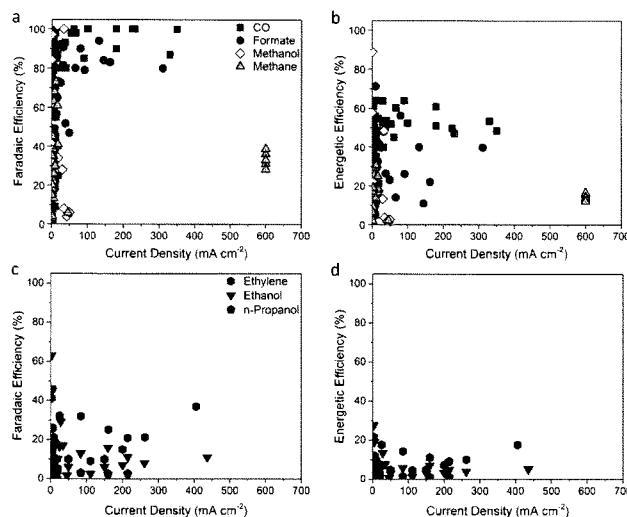 a
b
100
80
60
40
20
0
Faradaic Efficiency (%)
CO
Formate
Methanol
Methane
0 100 200 300 400 500 600 700
Current Density (mA cm⁻²)
100
80
60
40
20
0
Energetic Efficiency (%)
0 100 200 300 400 500 600 700
Current Density (mA cm⁻²)
c
d
100
80
60
40
20
0
Faradaic Efficiency (%)
Ethylene
Ethanol
n-Propanol
0 100 200 300 400 500 600 700
Current Density (mA cm⁻²)
100
80
60
40
20
0
Energetic Efficiency (%)
0 100 200 300 400 500 600 700
Current Density (mA cm⁻²)